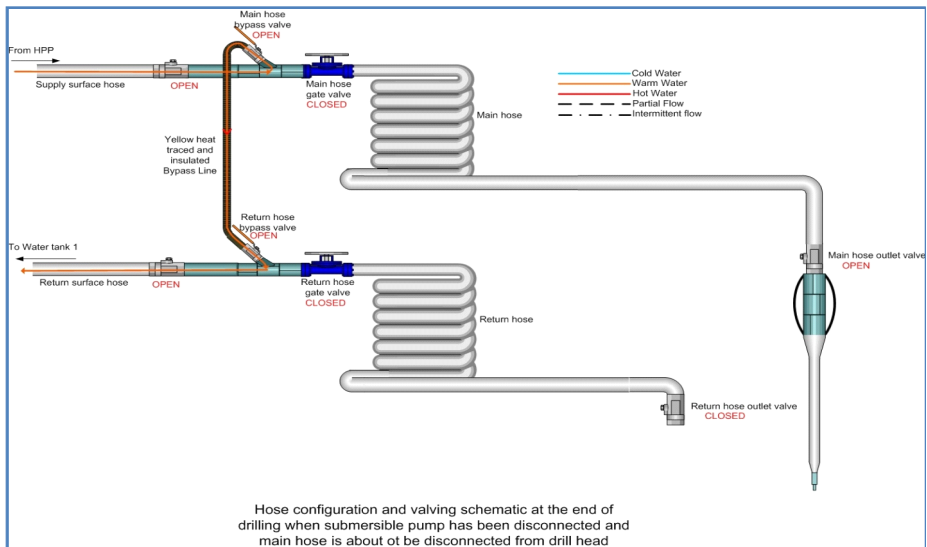 Main hose
bypass valve
OPEN
From HPP
Supply surface hose
OPEN
Main hose
gate valve
CLOSED
Main hose
Cold Water
Warm Water
Hot Water
Partial Flow
Intermittent flow
Yellow heat
traced and
insulated
Bypass Line
Return hose
bypass valve
OPEN
To Water tank 1
Return surface hose
OPEN
Return hose
gate valve
CLOSED
Return hose
Main hose outlet valve
OPEN
Return hose outlet valve
CLOSED
Hose configuration and valving schematic at the end of
drilling when submersible pump has been disconnected and
main hose is about ot be disconnected from drill head